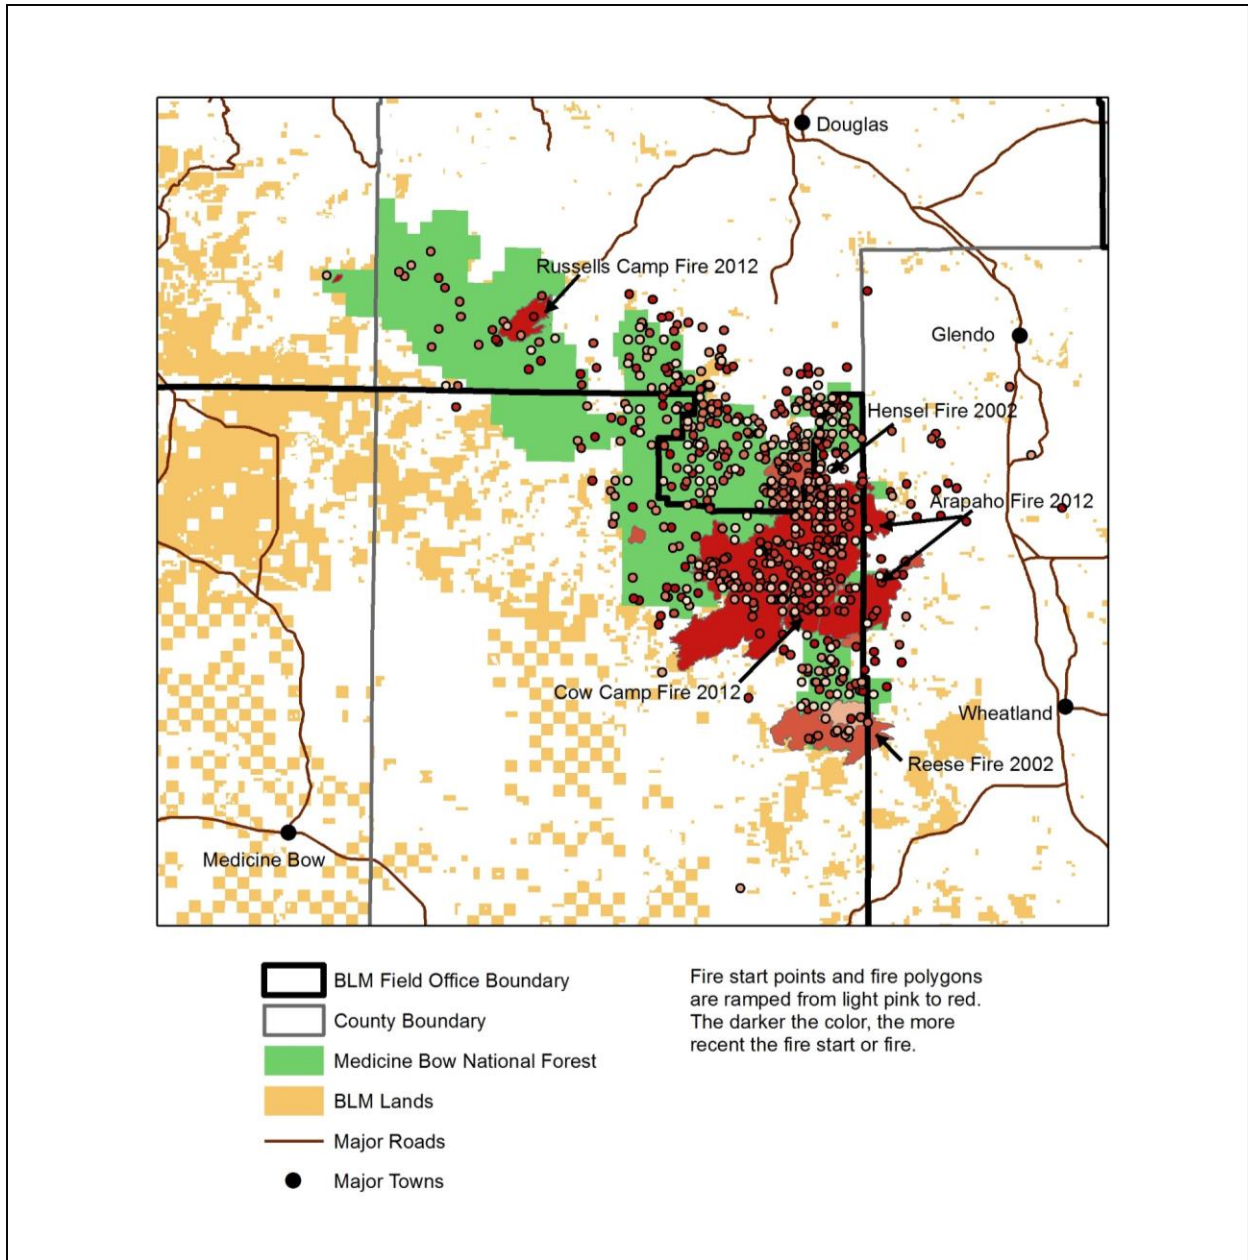 Douglas
Russells Camp Fire 2012
Glendo
Hensel Fire 2002
Arapaho Fire 2012
Cow Camp Fire 2012
Wheatland
Reese Fire 2002
Medicine Bow
BLM Field Office Boundary
County Boundary
Medicine Bow National Forest
BLM Lands
Major Roads
Major Towns
Fire start points and fire polygons
are ramped from light pink to red.
The darker the color, the more
recent the fire start or fire.